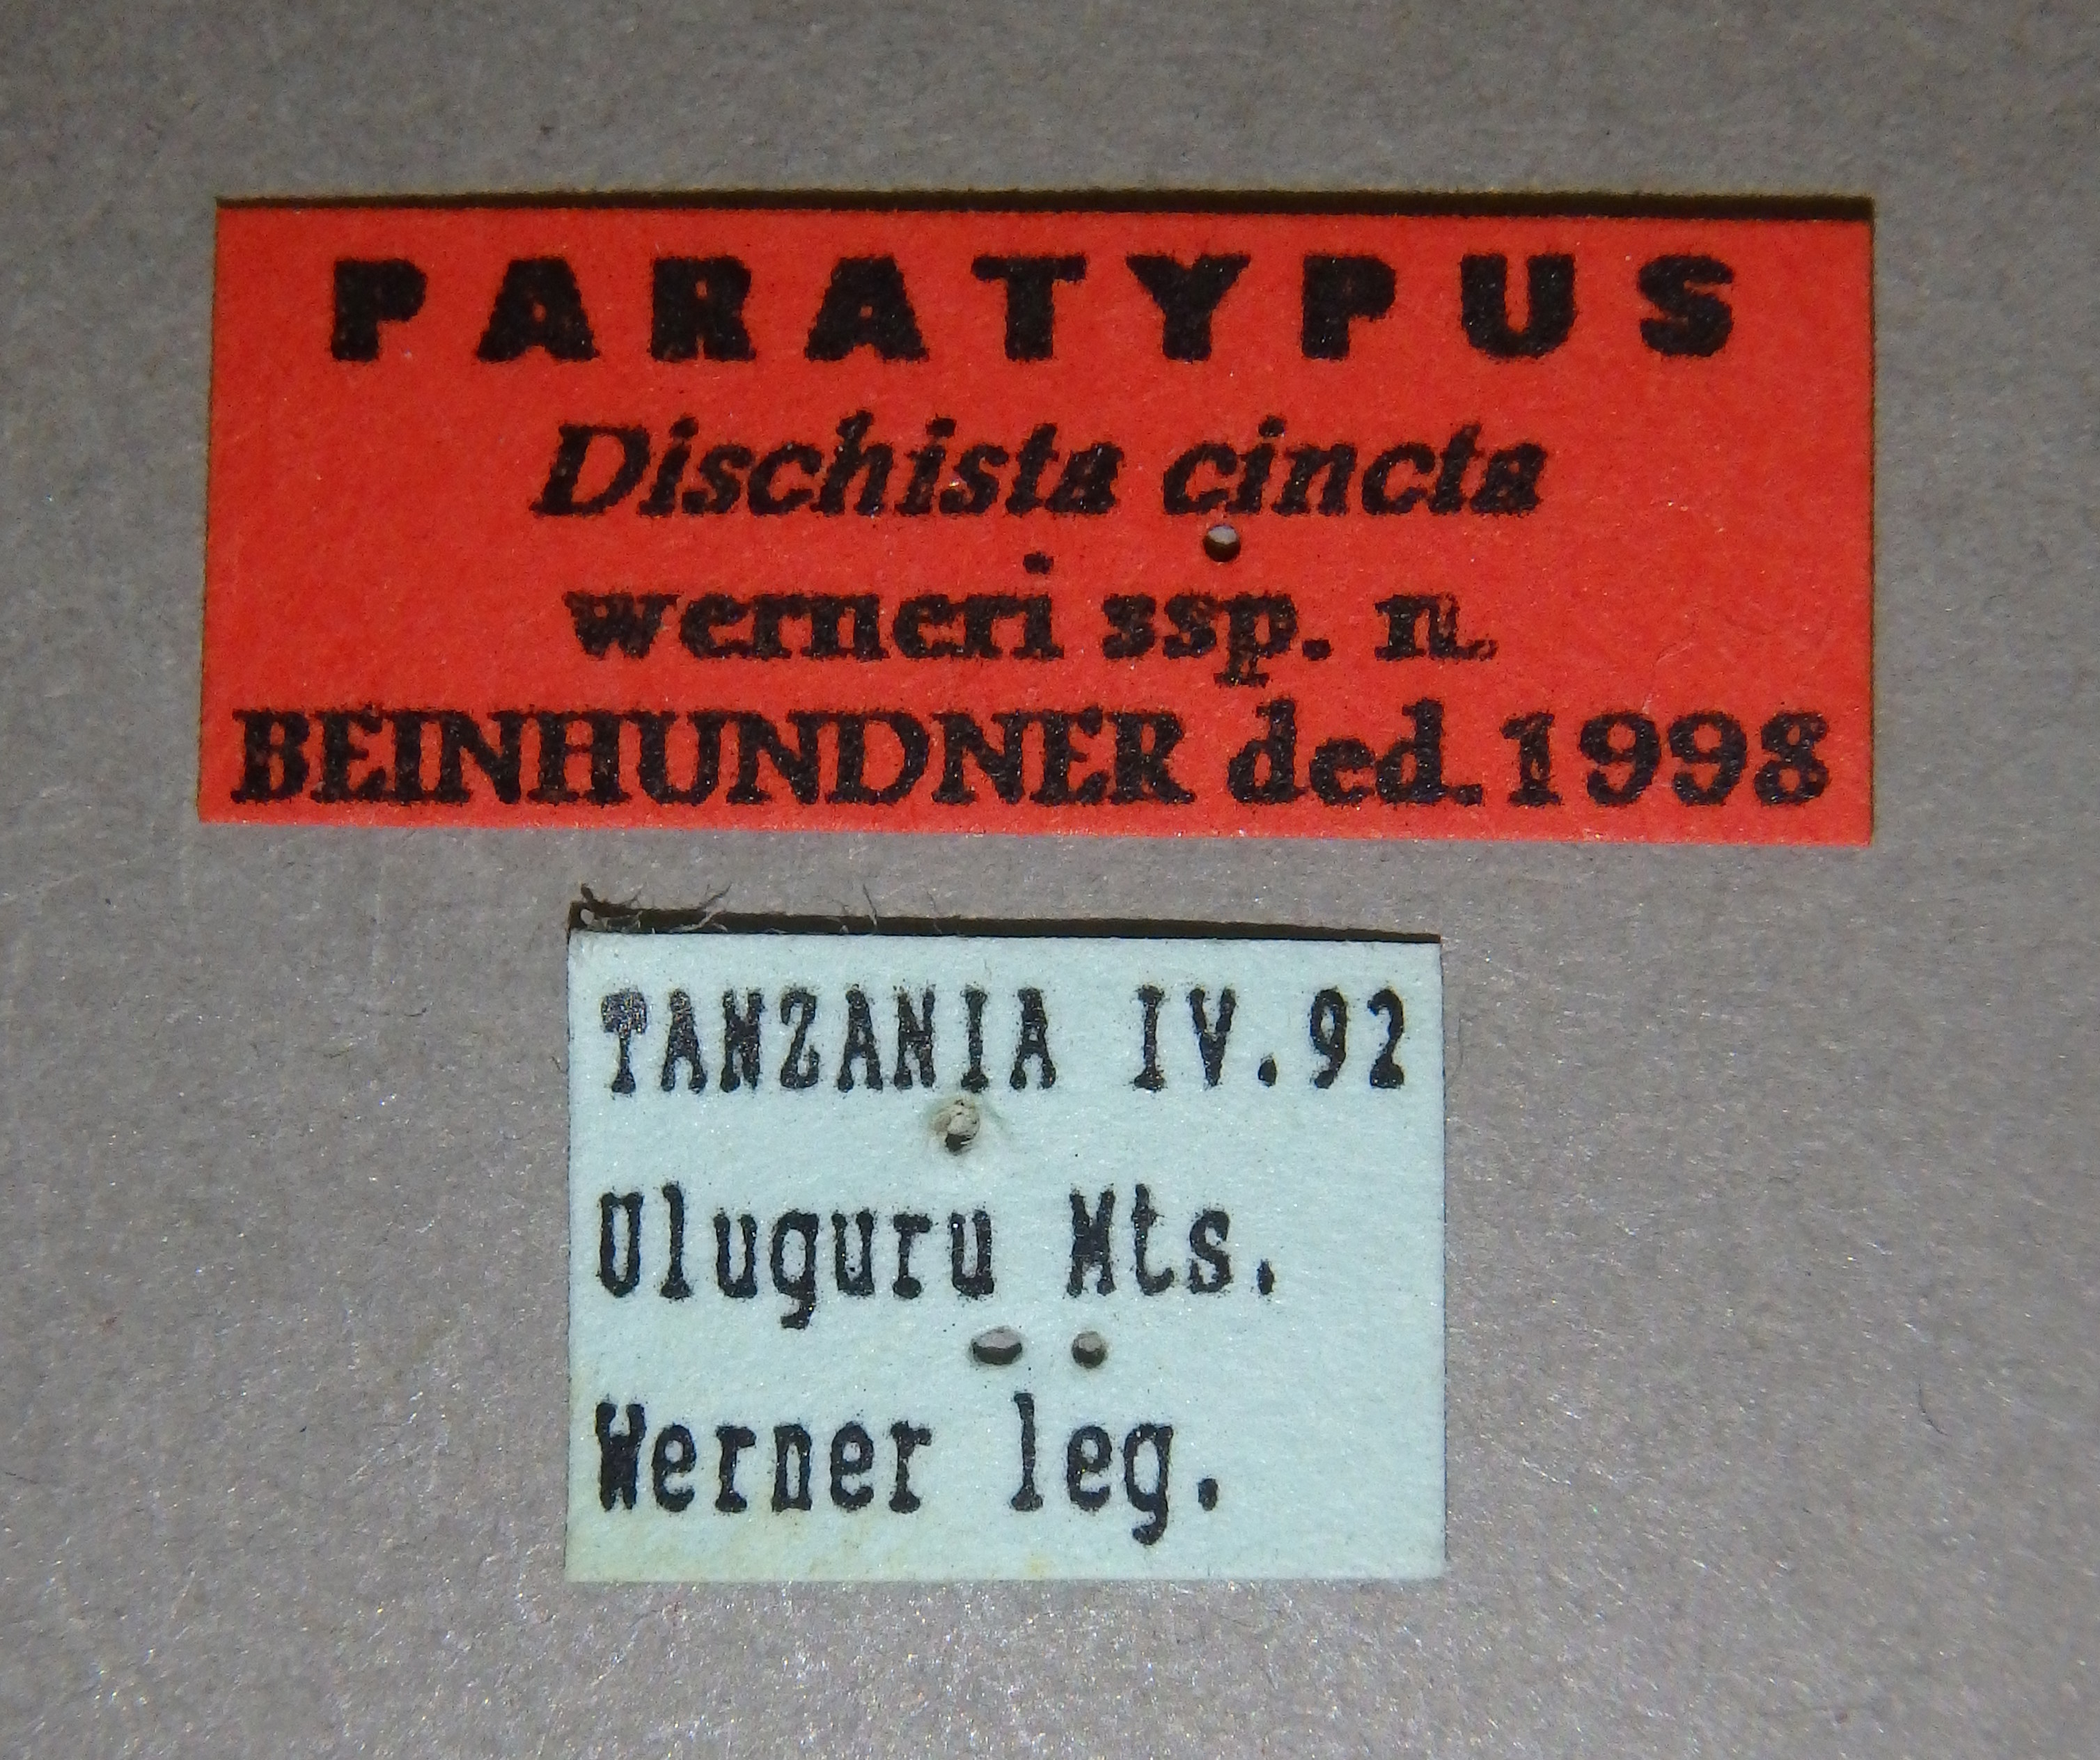 PARATYPUS
Dischista cincta
werneri ssp. n.
BEINHUNDNER ded. 1998
TANZANIA IV.92
Uluguru Mts.
Werner leg.